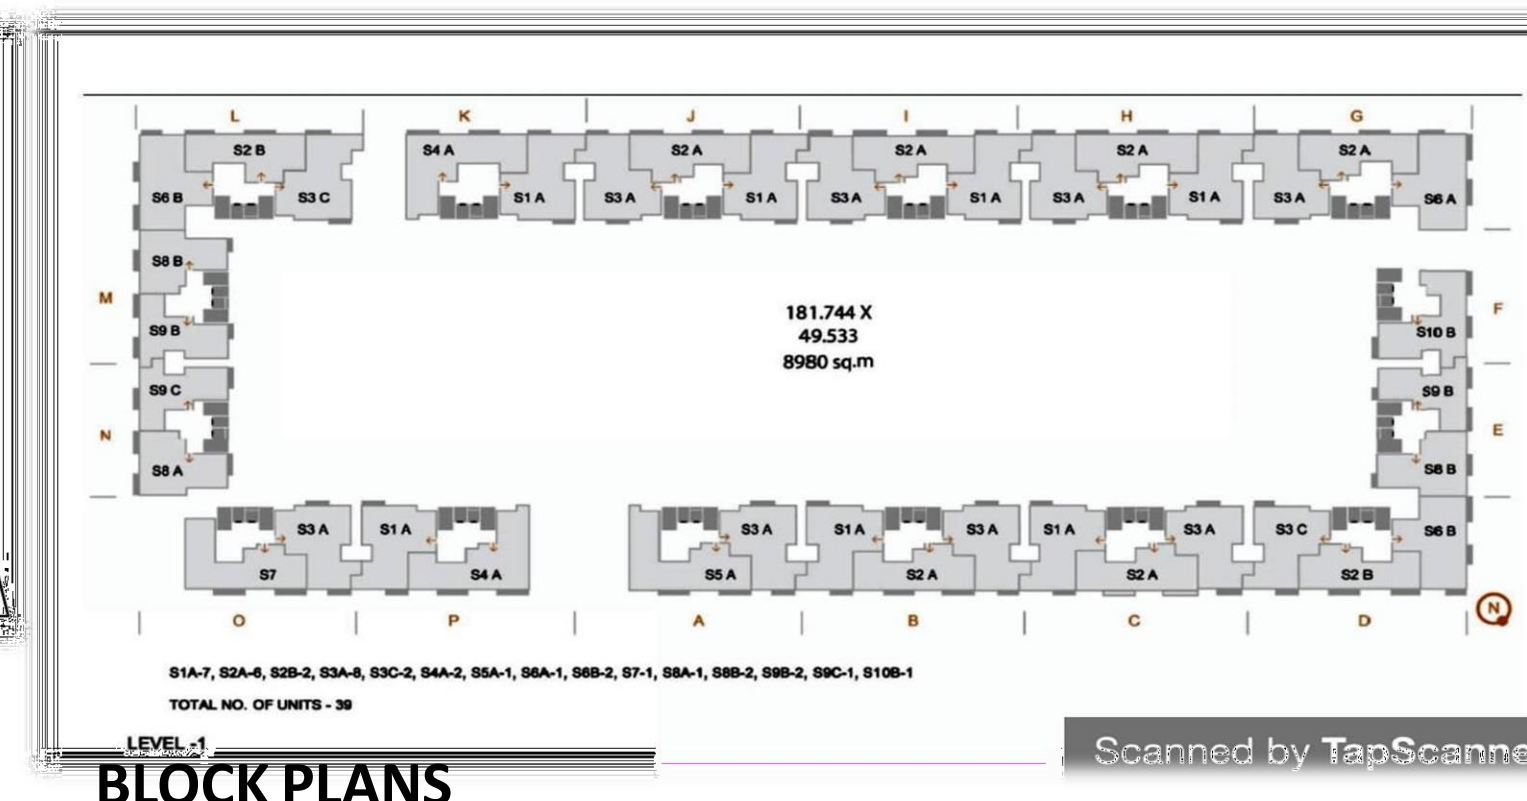 L K J I H G
S2 B S4 A S2 A S2 A S2 A S2 A
S6 B S3 C S1 A S3 A S1 A S3 A S1 A S3 A S1 A S3 A S6 A
S8 B
M 181.744 X F
S9 B 49.533 S10 B
8980 sq.m
S9 C S9 B
N E
S8 A S8 B
S3 A S1 A S3 A S1 A S3 A S1 A S3 A S3 C S6 B
S7 S4 A S5 A S2 A S2 A S2 B
N
O P A B C D
S1A-7, S2A-6, S2B-2, S3A-8, S3C-2, S4A-2, S5A-1, S6A-1, S6B-2, S7-1, S8A-1, S8B-2, S9B-2, S9C-1, S10B-1
TOTAL NO. OF UNITS - 39
LEVEL -1
Scanned by TapScanne
BLOCK PLANS